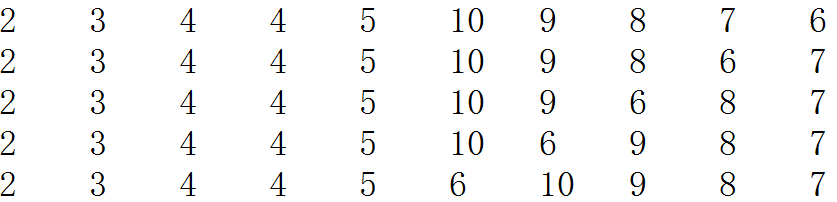 2 3 4 4 5 10 9 8 7 6
2 3 4 4 5 10 9 8 6 7
2 3 4 4 5 10 9 6 8 7
2 3 4 4 5 10 6 9 8 7
2 3 4 4 5 6 10 9 8 7